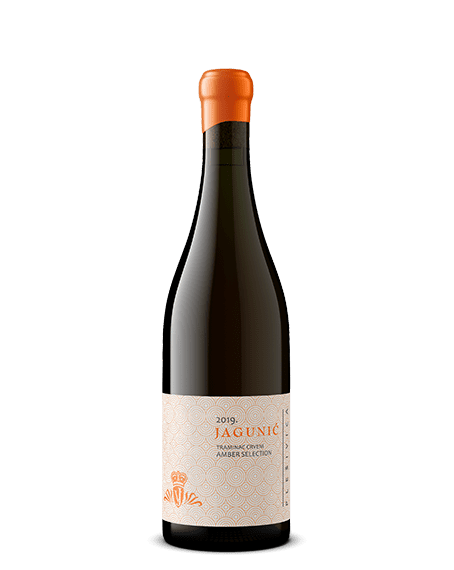 2019.
JAGUNIĆ
TRAMINAC CRVENI
AMBER SELECTION
PLEŠIVICA